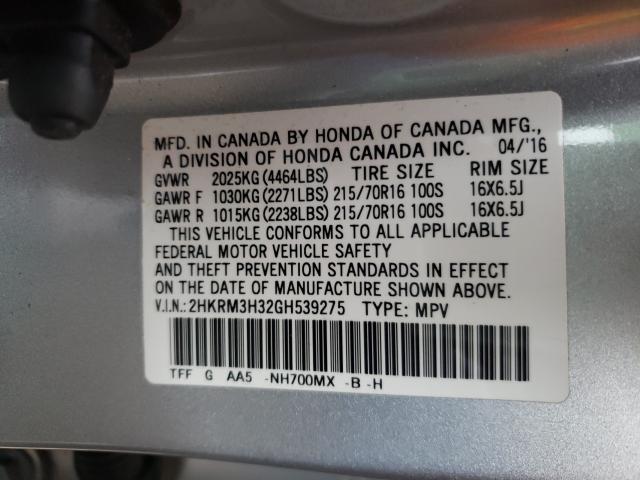 MFD. IN CANADA BY HONDA OF CANADA MFG.,
A DIVISION OF HONDA CANADA INC. 04/'16
GVWR 2025KG (4464LBS) TIRE SIZE RIM SIZE
GAWR F 1030KG (2271LBS) 215/70R16 100S 16X6.5J
GAWR R 1015KG (2238LBS) 215/70R16 100S 16X6.5J
THIS VEHICLE CONFORMS TO ALL APPLICABLE
FEDERAL MOTOR VEHICLE SAFETY
AND THEFT PREVENTION STANDARDS IN EFFECT
ON THE DATE OF MANUFACTURE SHOWN ABOVE.
V.I.N.: 2HKRM3H32GH539275 TYPE: MPV
TFF G AA5 -NH700MX -B -H